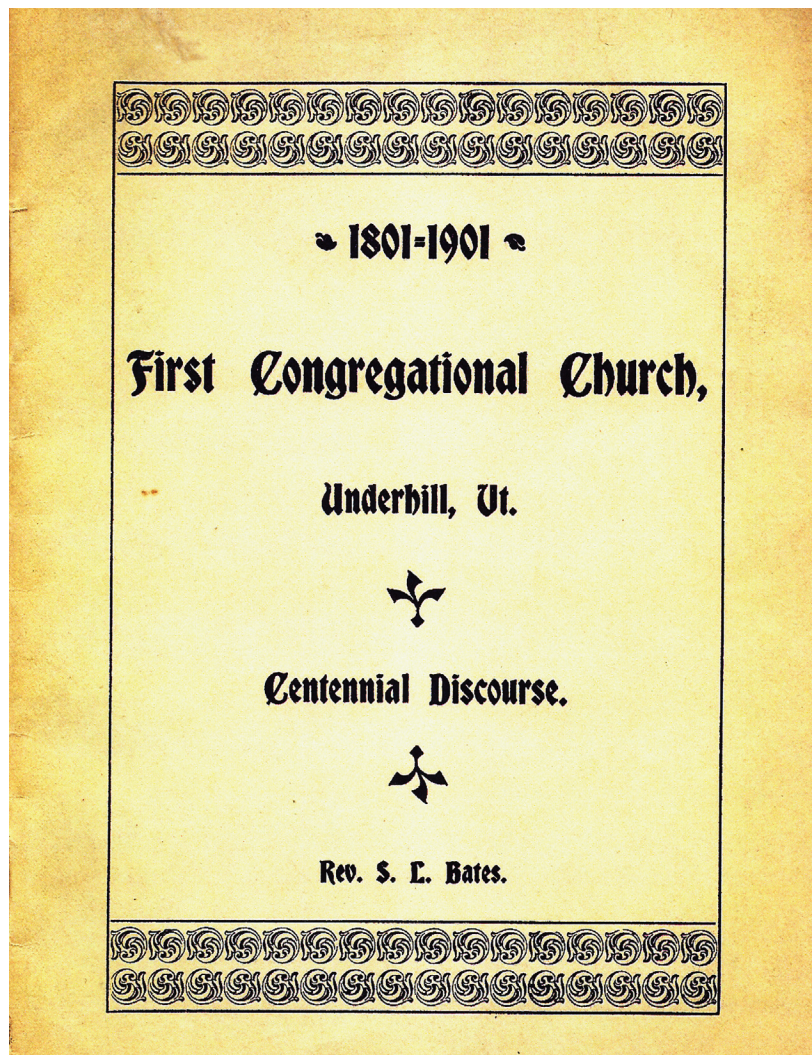 1801-1901
First Congregational Church,
Underhill, Vt.
Centennial Discourse.
Rev. S. L. Bates.